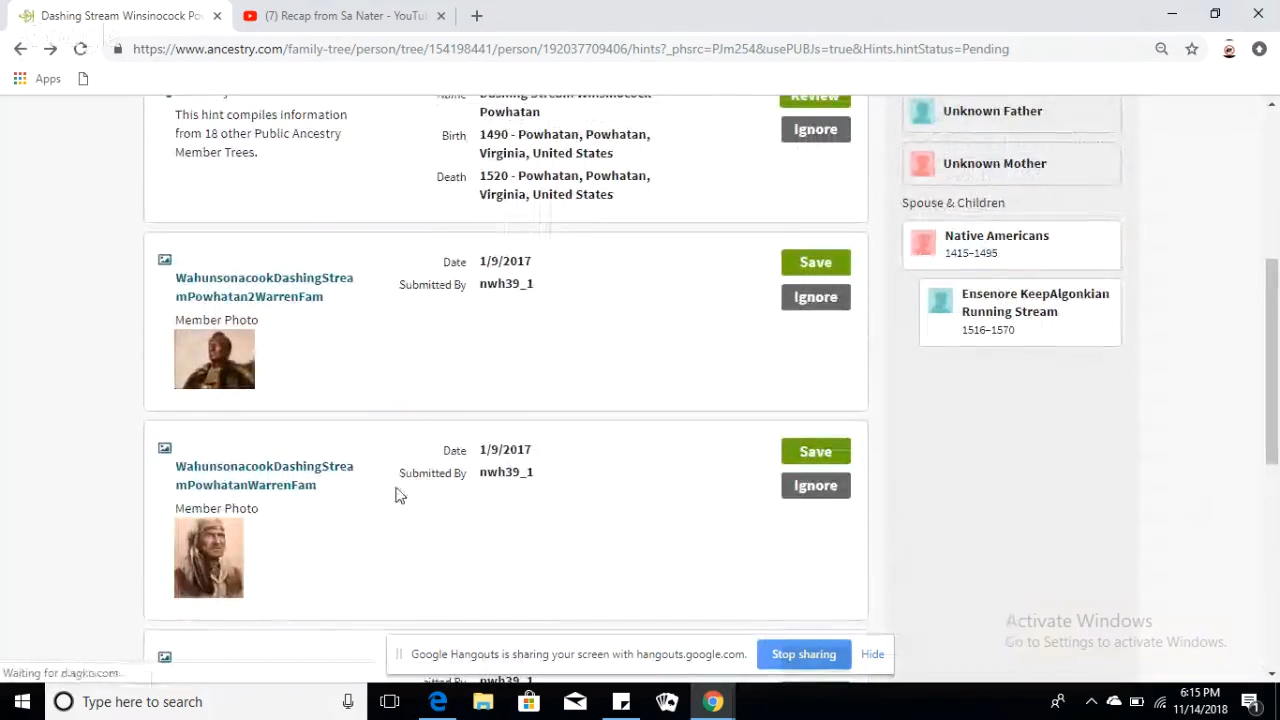 Dashing Stream Winsinocock Po
(7) Recap from Sa Nater - YouTu
https://www.ancestry.com/family-tree/person/tree/154198441/person/192037709406/hints?_phsrc=PJm254&usePUBJs=true&Hints.hintStatus=Pending
Apps
This hint compiles information
from 18 other Public Ancestry
Member Trees.
Name Dashing Stream Winsinocock
Powhatan
Birth 1490 - Powhatan, Powhatan,
Virginia, United States
Death 1520 - Powhatan, Powhatan,
Virginia, United States
Review
Ignore
Unknown Father
Unknown Mother
Spouse & Children
Native Americans
1415–1495
Ensenore KeepAlgonkian
Running Stream
1516–1570
WahunsonacookDashingStrea
mPowhatan2WarrenFam
Member Photo
Date 1/9/2017
Submitted By nwh39_1
Save
Ignore
WahunsonacookDashingStrea
mPowhatanWarrenFam
Member Photo
Date 1/9/2017
Submitted By nwh39_1
Save
Ignore
Activate Windows
Go to Settings to activate Windows.
Google Hangouts is sharing your screen with hangouts.google.com.
Stop sharing
Hide
nwh39_1
Type here to search
6:15 PM
11/14/2018